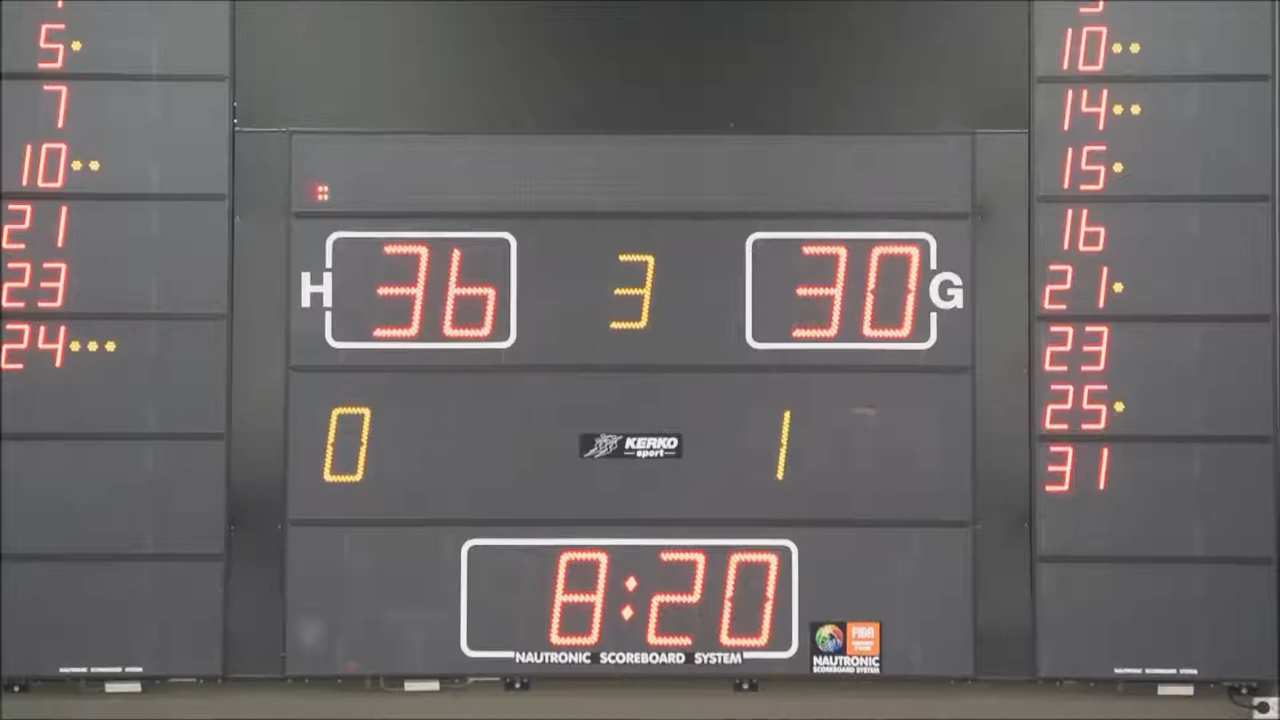 5
7
10
21
23
24
H 36 3 30 G
0 KERKO sport 1
8:20
NAUTRONIC SCOREBOARD SYSTEM
FIBA
NAUTRONIC
SCOREBOARD SYSTEM
10
14
15
16
21
23
25
31